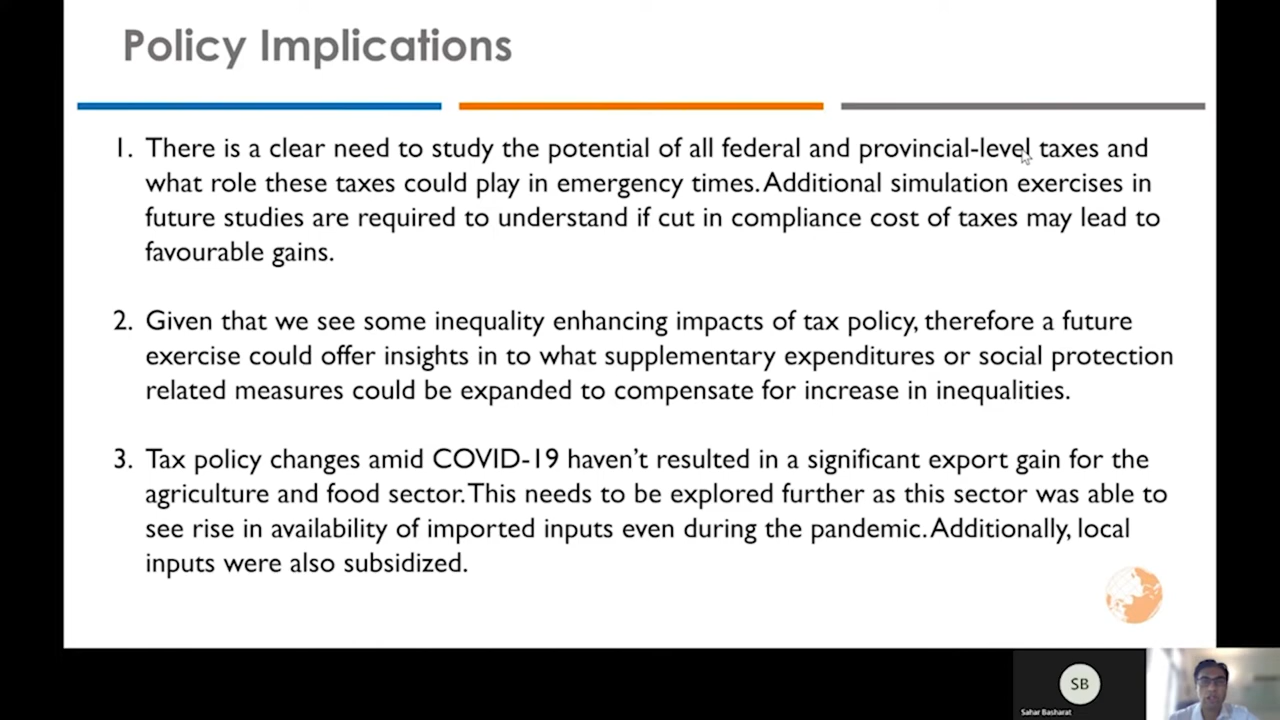 Policy Implications
1. There is a clear need to study the potential of all federal and provincial-level taxes and
what role these taxes could play in emergency times. Additional simulation exercises in
future studies are required to understand if cut in compliance cost of taxes may lead to
favourable gains.
2. Given that we see some inequality enhancing impacts of tax policy, therefore a future
exercise could offer insights in to what supplementary expenditures or social protection
related measures could be expanded to compensate for increase in inequalities.
3. Tax policy changes amid COVID-19 haven't resulted in a significant export gain for the
agriculture and food sector. This needs to be explored further as this sector was able to
see rise in availability of imported inputs even during the pandemic. Additionally, local
inputs were also subsidized.
SB
Sahar Basharat